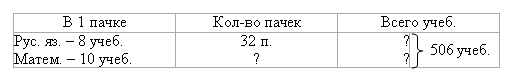 В 1 пачке Кол-во пачек Всего учеб.
Рус. яз. – 8 учеб. 32 п. ?
Матем. – 10 учеб. ? ?
506 учеб.